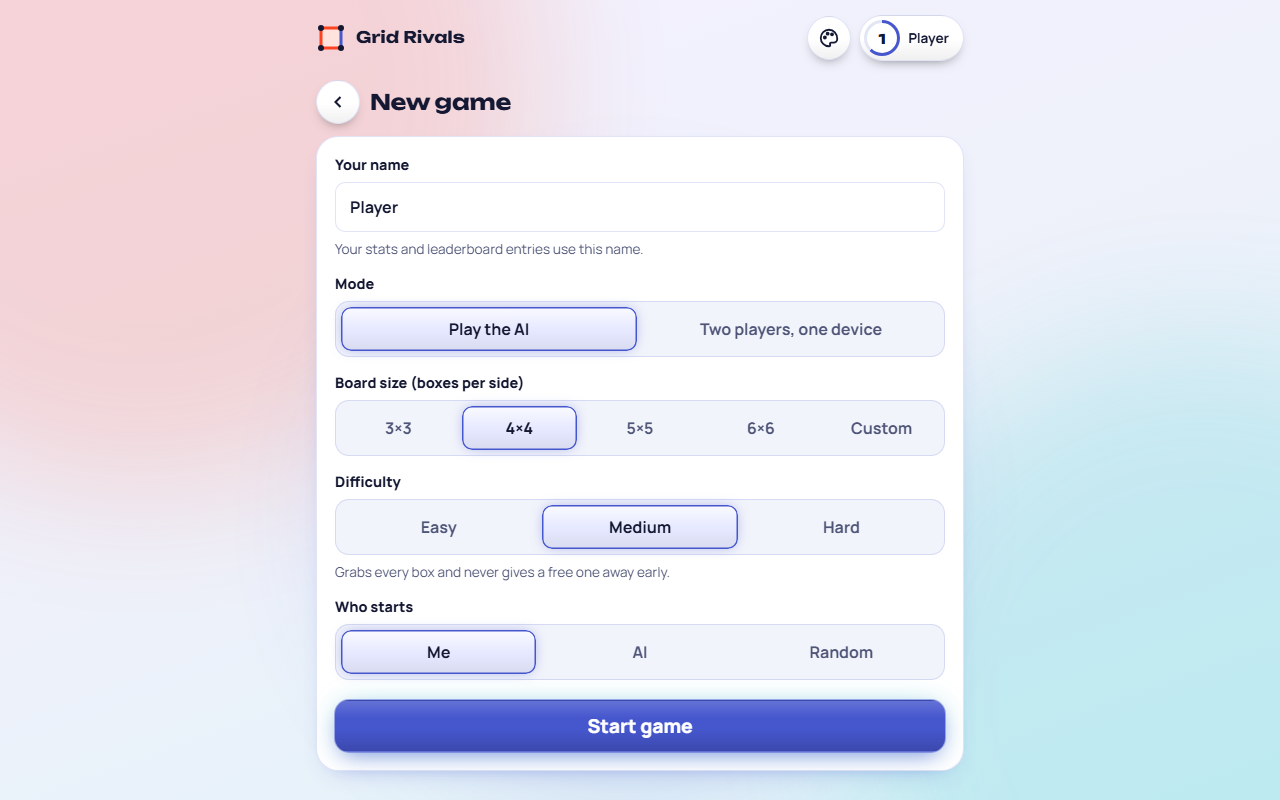 Grid Rivals
1
Player
New game
Your name
Player
Your stats and leaderboard entries use this name.
Mode
Play the AI
Two players, one device
Board size (boxes per side)
3×3
4×4
5×5
6×6
Custom
Difficulty
Easy
Medium
Hard
Grabs every box and never gives a free one away early.
Who starts
Me
AI
Random
Start game